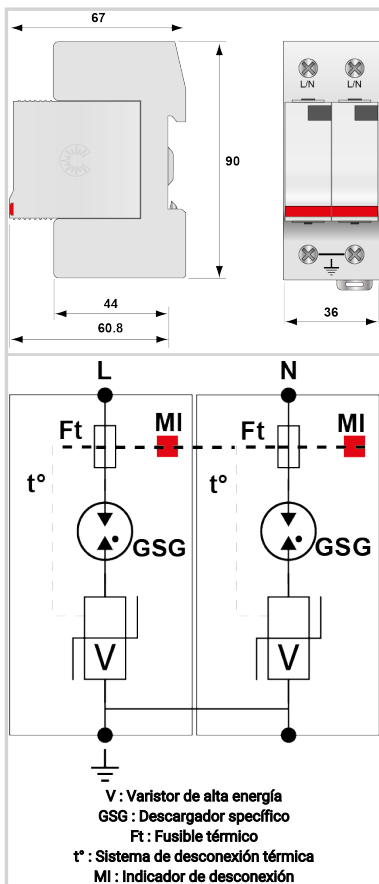 67
L/N L/N
90
44
60.8
36
L N
Ft MI Ft MI
t° t°
GSG GSG
V V
V : Varistor de alta energía
GSG : Descargador specífico
Ft : Fusible térmico
t° : Sistema de desconexión térmica
MI : Indicador de desconexión